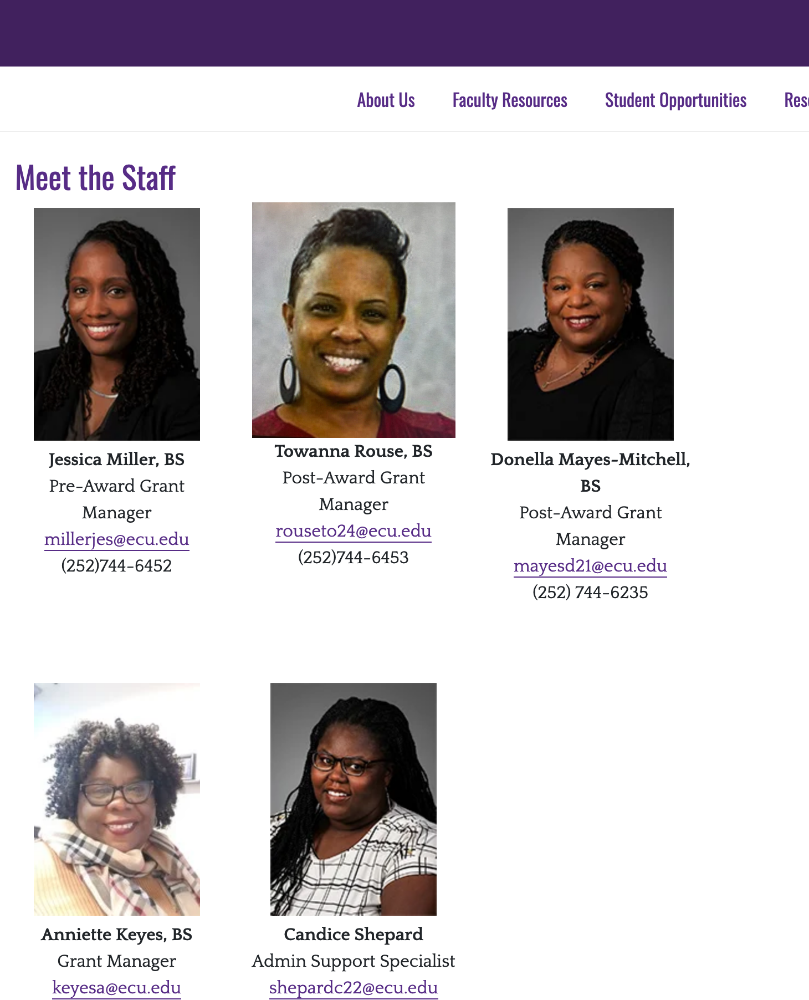 About Us Faculty Resources Student Opportunities
Meet the Staff
Jessica Miller, BS
Pre-Award Grant
Manager
millerjes@ecu.edu
(252)744-6452
Towanna Rouse, BS
Post-Award Grant
Manager
rouseto24@ecu.edu
(252)744-6453
Donella Mayes-Mitchell,
BS
Post-Award Grant
Manager
mayesd21@ecu.edu
(252) 744-6235
Anniette Keyes, BS
Grant Manager
keyesa@ecu.edu
Candice Shepard
Admin Support Specialist
shepardc22@ecu.edu